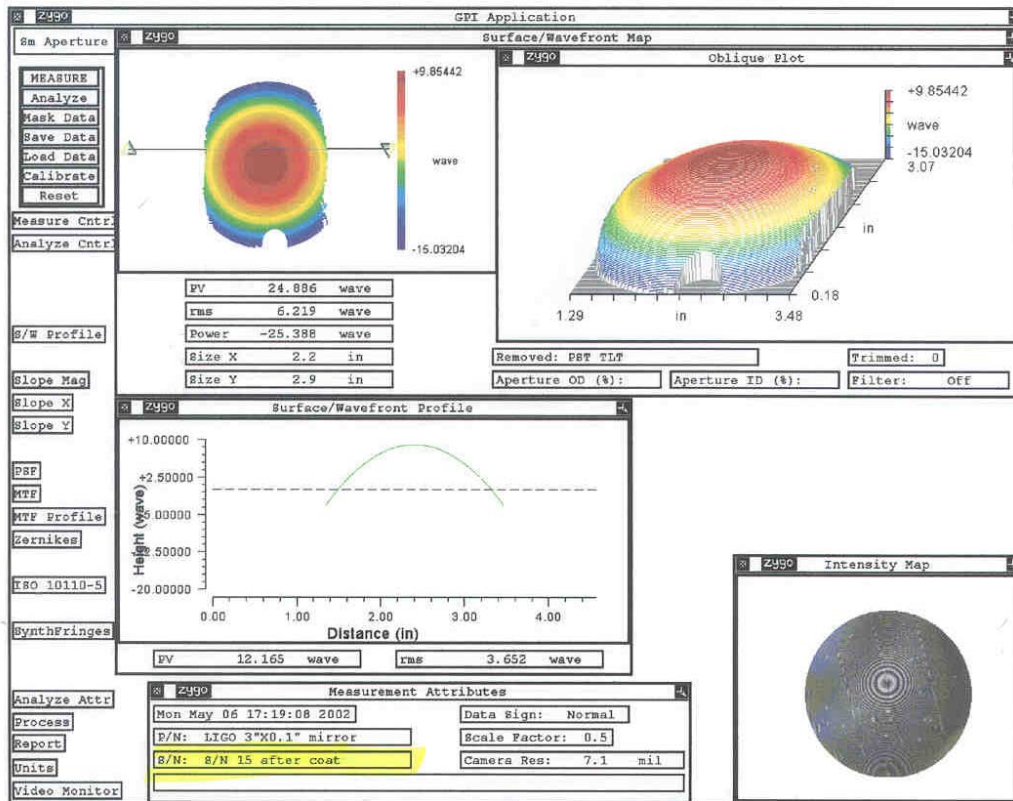 zygo GPI Application
Sm Aperture
MEASURE
Analyze
Mask Data
Save Data
Load Data
Calibrate
Reset
Measure Cntrl
Analyze Cntrl
S/W Profile
Slope Mag
Slope X
Slope Y
PSF
MTF
MTF Profile
Zernikes
ISO 10110-5
SynthFringes
Analyze Attr
Process
Report
Units
Video Monitor
zygo Surface/Wavefront Map
+9.85442
wave
-15.03204
PV 24.886 wave
rms 6.219 wave
Power -25.388 wave
Size X 2.2 in
Size Y 2.9 in
zygo Oblique Plot
+9.85442
wave
-15.03204
3.07
in
0.18
1.29 in 3.48
Removed: PST TLT Trimmed: 0
Aperture OD (%): Aperture ID (%): Filter: Off
zygo Surface/Wavefront Profile
Height (wave)
+10.00000
+2.50000
-5.00000
-12.50000
-20.00000
0.00 1.00 2.00 3.00 4.00
Distance (in)
PV 12.165 wave rms 3.652 wave
zygo Measurement Attributes
Mon May 06 17:19:08 2002 Data Sign: Normal
P/N: LIGO 3"X0.1" mirror Scale Factor: 0.5
S/N: S/N 15 after coat Camera Res: 7.1 mil
zygo Intensity Map